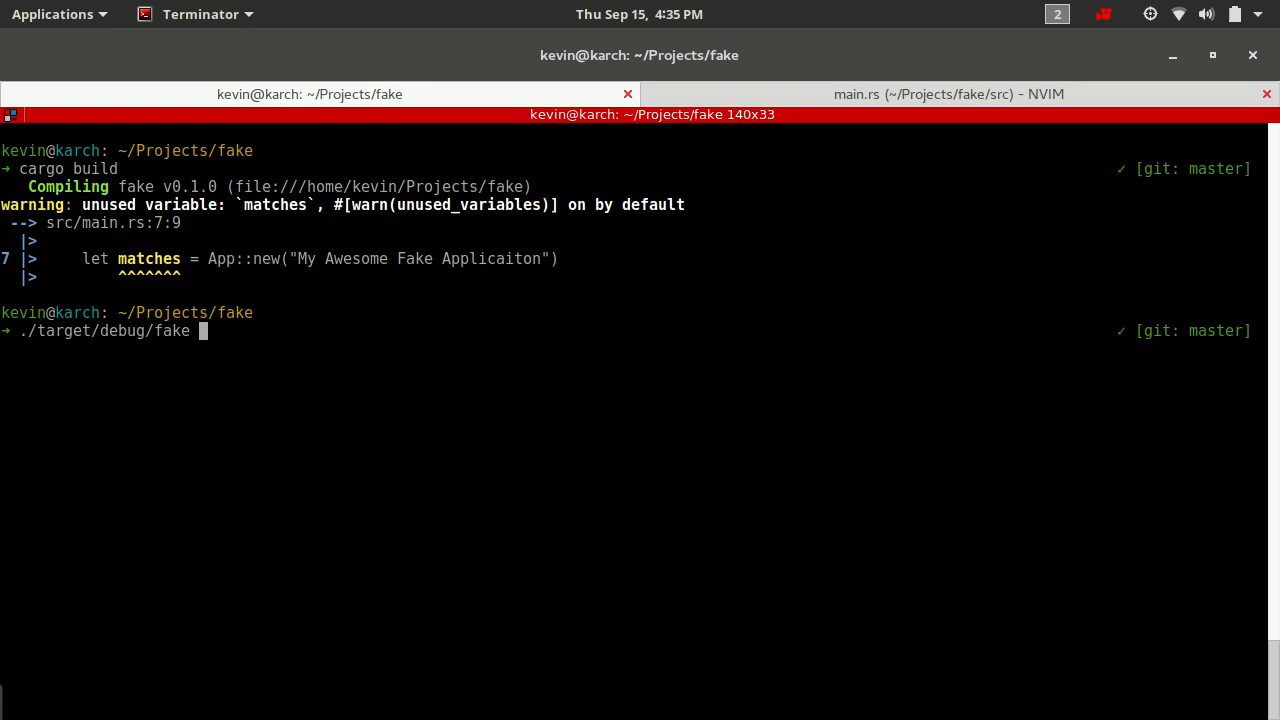 Applications Terminator Thu Sep 15, 4:35 PM 2
kevin@karch: ~/Projects/fake
kevin@karch: ~/Projects/fake main.rs (~/Projects/fake/src) - NVIM
kevin@karch: ~/Projects/fake 140x33
kevin@karch: ~/Projects/fake
➜ cargo build ✓ [git: master]
   Compiling fake v0.1.0 (file:///home/kevin/Projects/fake)
warning: unused variable: `matches`, #[warn(unused_variables)] on by default
 --> src/main.rs:7:9
  |>
7 |>     let matches = App::new("My Awesome Fake Applicaiton")
  |>         ^^^^^^^
kevin@karch: ~/Projects/fake
➜ ./target/debug/fake ✓ [git: master]